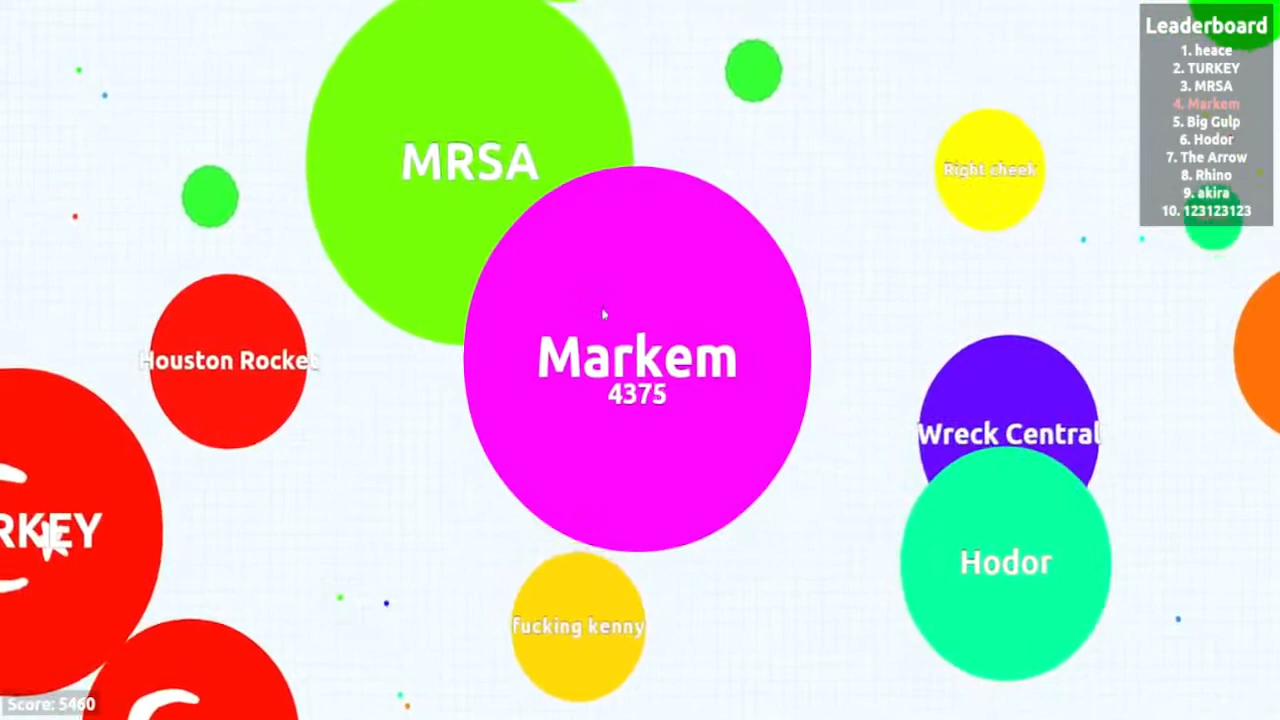 Leaderboard
1. heace
2. TURKEY
3. MRSA
4. Markem
5. Big Gulp
6. Hodor
7. The Arrow
8. Rhino
9. akira
10. 123123123
MRSA
Right cheek
Houston Rocket
Markem
4375
Wreck Central
RKEY
Hodor
fucking kenny
Score: 5460